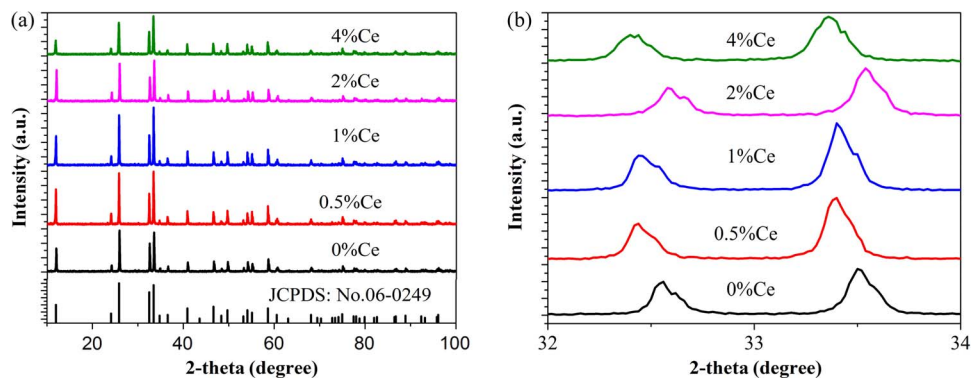 (a)
4%Ce
2%Ce
1%Ce
0.5%Ce
0%Ce
JCPDS: No.06-0249
Intensity (a.u.)
20 40 60 80 100
2-theta (degree)
(b)
4%Ce
2%Ce
1%Ce
0.5%Ce
0%Ce
Intensity (a.u.)
32 33 34
2-theta (degree)